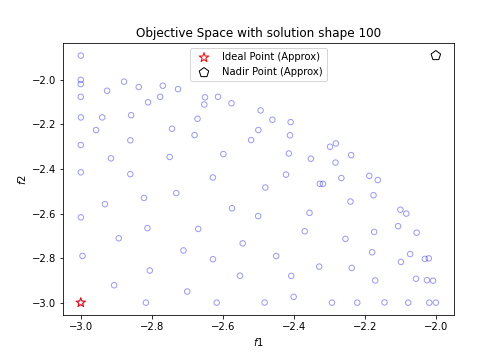 Objective Space with solution shape 100
Ideal Point (Approx)
Nadir Point (Approx)
f2
−2.0
−2.2
−2.4
−2.6
−2.8
−3.0
−3.0 −2.8 −2.6 −2.4 −2.2 −2.0
f1